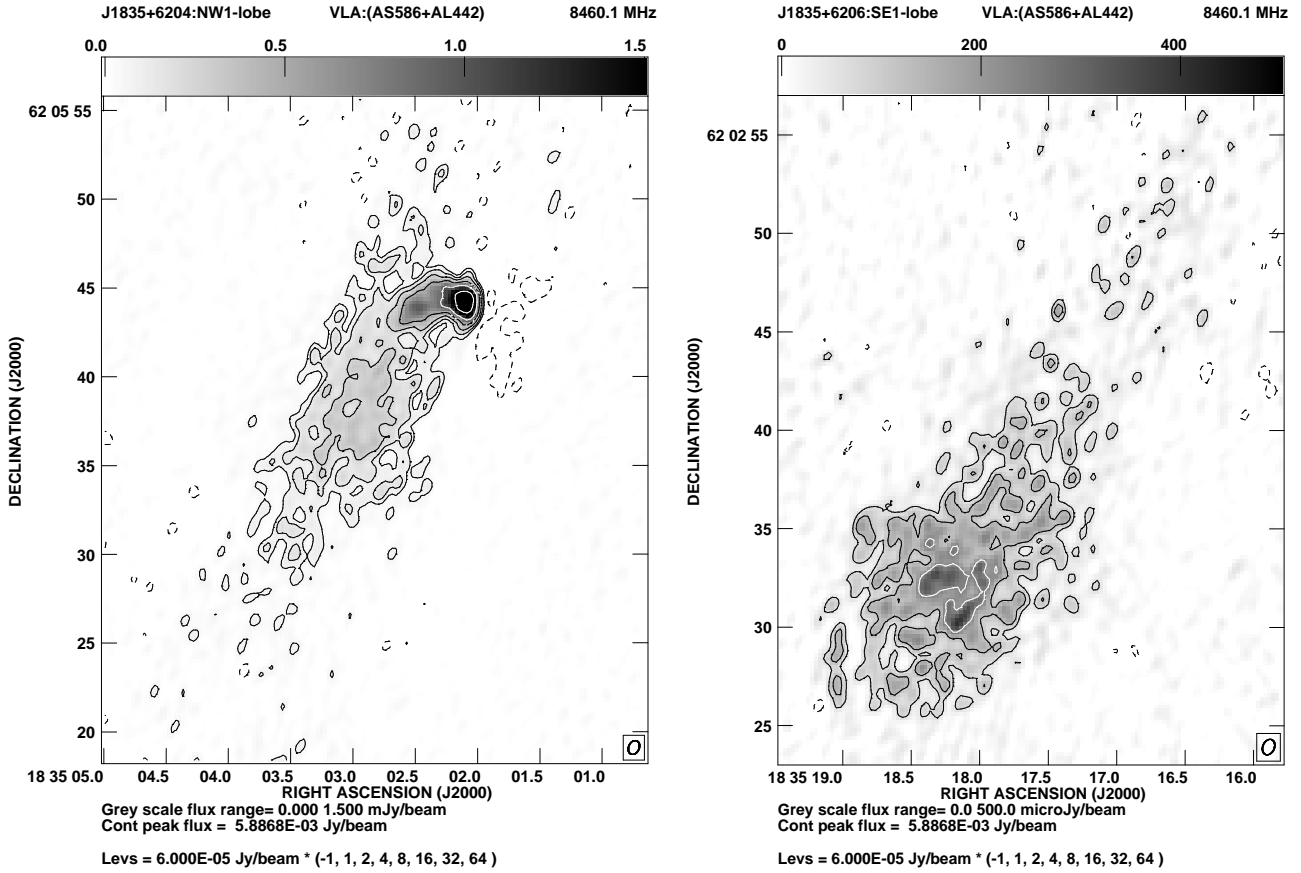 J1835+6204:NW1-lobe VLA:(AS586+AL442) 8460.1 MHz
0.0 0.5 1.0 1.5
62 05 55
50
45
40
35
30
25
20
DECLINATION (J2000)
18 35 05.0 04.5 04.0 03.5 03.0 02.5 02.0 01.5 01.0
RIGHT ASCENSION (J2000)
Grey scale flux range= 0.000 1.500 mJy/beam
Cont peak flux = 5.8868E-03 Jy/beam
Levs = 6.000E-05 Jy/beam * (-1, 1, 2, 4, 8, 16, 32, 64 )
J1835+6206:SE1-lobe VLA:(AS586+AL442) 8460.1 MHz
0 200 400
62 02 55
50
45
40
35
30
25
DECLINATION (J2000)
18 35 19.0 18.5 18.0 17.5 17.0 16.5 16.0
RIGHT ASCENSION (J2000)
Grey scale flux range= 0.0 500.0 microJy/beam
Cont peak flux = 5.8868E-03 Jy/beam
Levs = 6.000E-05 Jy/beam * (-1, 1, 2, 4, 8, 16, 32, 64 )